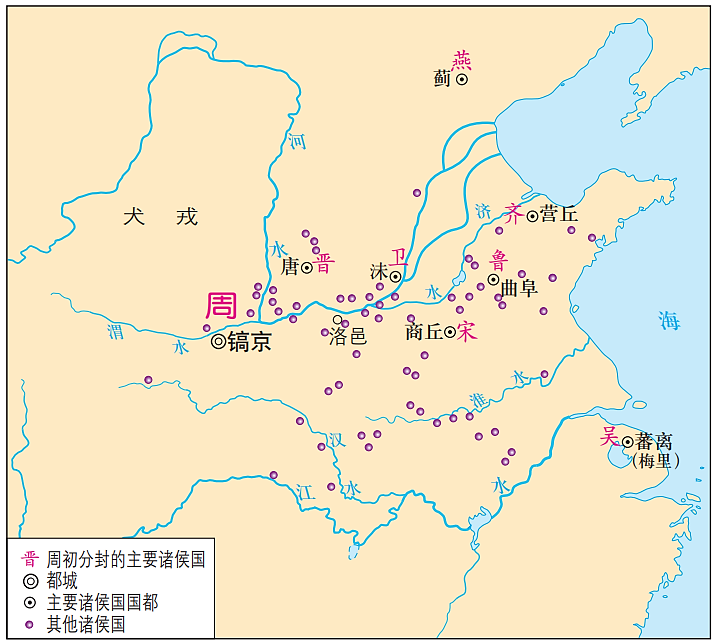 燕
蓟
河
犬 戎
济
齐
营丘
水
唐
晋
卫
沬
鲁
曲阜
周
水
渭
水
镐京
洛邑
商丘
宋
海
淮
水
汉
水
江
水
吴
蕃离
(梅里)
晋 周初分封的主要诸侯国
都城
主要诸侯国国都
其他诸侯国